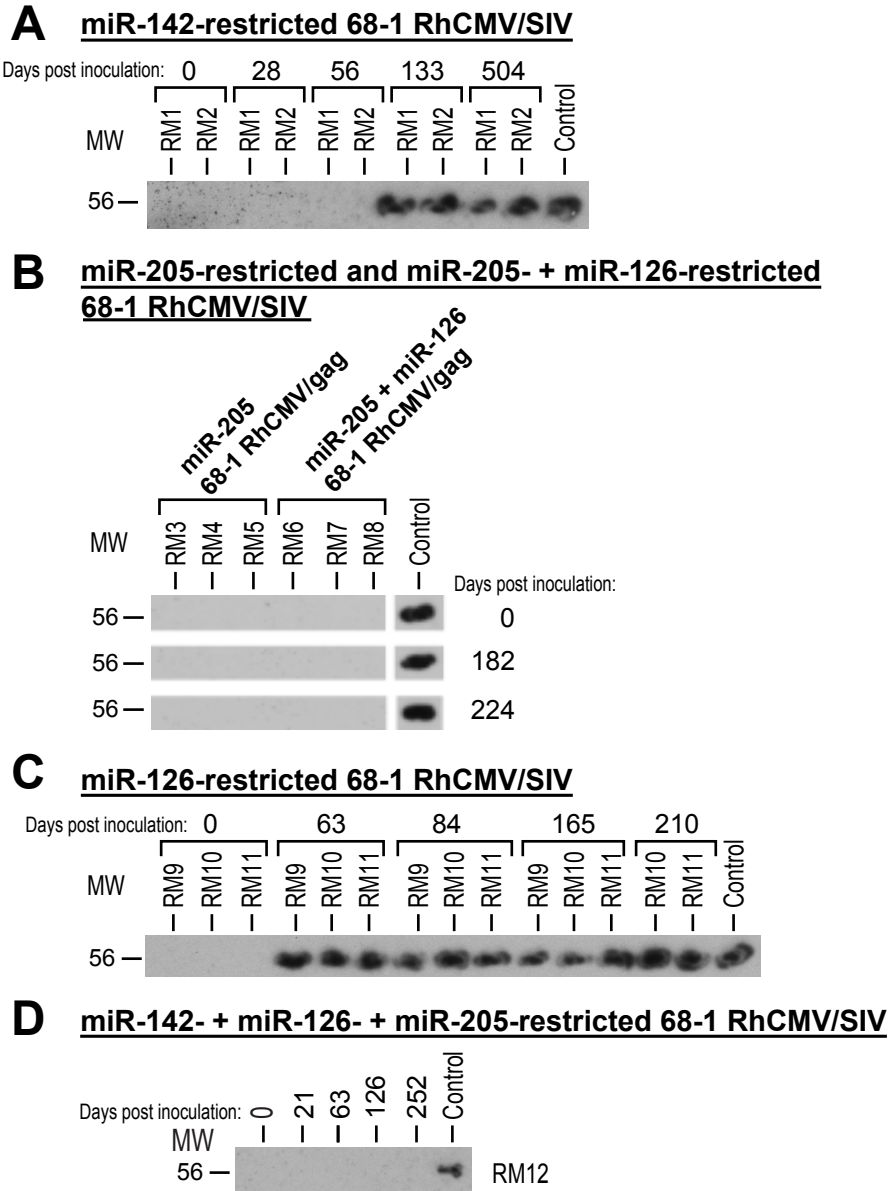 A miR-142-restricted 68-1 RhCMV/SIV
Days post inoculation: 0 28 56 133 504
MW RM1 RM2 RM1 RM2 RM1 RM2 RM1 RM2 RM1 RM2 Control
56
B miR-205-restricted and miR-205- + miR-126-restricted
68-1 RhCMV/SIV
miR-205
68-1 RhCMV/gag
miR-205 + miR-126
68-1 RhCMV/gag
MW RM3 RM4 RM5 RM6 RM7 RM8 Control
Days post inoculation:
56 0
56 182
56 224
C miR-126-restricted 68-1 RhCMV/SIV
Days post inoculation: 0 63 84 165 210
MW RM9 RM10 RM11 RM9 RM10 RM11 RM9 RM10 RM11 RM9 RM10 RM11 RM10 RM11 Control
56
D miR-142- + miR-126- + miR-205-restricted 68-1 RhCMV/SIV
Days post inoculation: 0 21 63 126 252 Control
MW
56 RM12